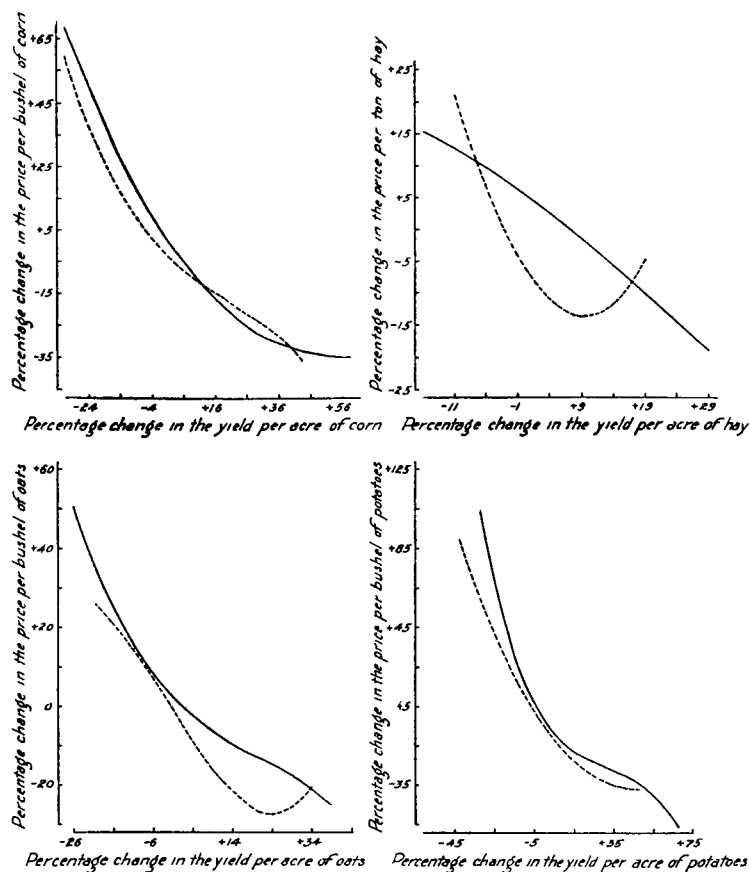 Percentage change in the price per bushel of corn
+65
+45
+25
+5
-15
-35
-24 -4 +16 +36 +56
Percentage change in the yield per acre of corn
Percentage change in the price per ton of hay
+25
+15
+5
-5
-15
-25
-11 -1 +9 +19 +29
Percentage change in the yield per acre of hay
Percentage change in the price per bushel of oats
+60
+40
+20
0
-20
-26 -6 +14 +34
Percentage change in the yield per acre of oats
Percentage change in the price per bushel of potatoes
+125
+85
+45
+5
-35
-45 -5 +35 +75
Percentage change in the yield per acre of potatoes